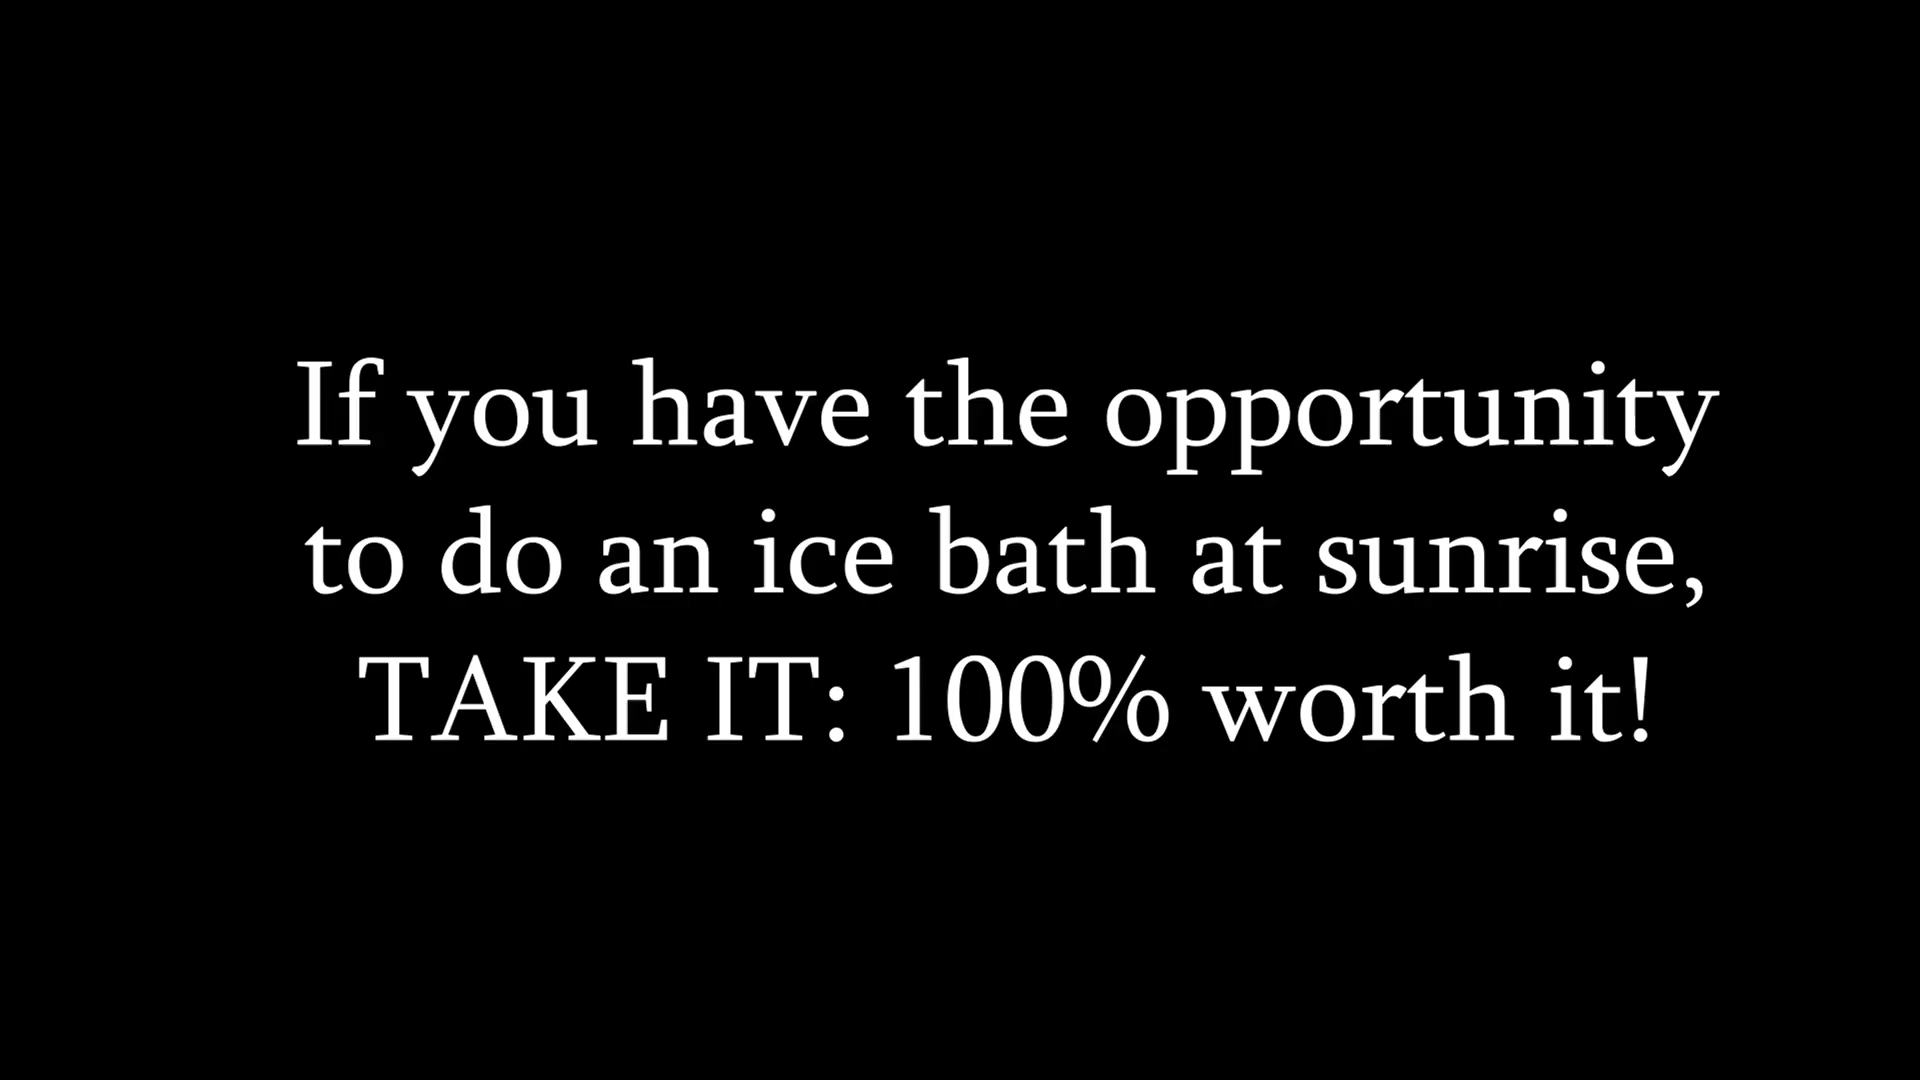 If you have the opportunity
to do an ice bath at sunrise,
TAKE IT: 100% worth it!